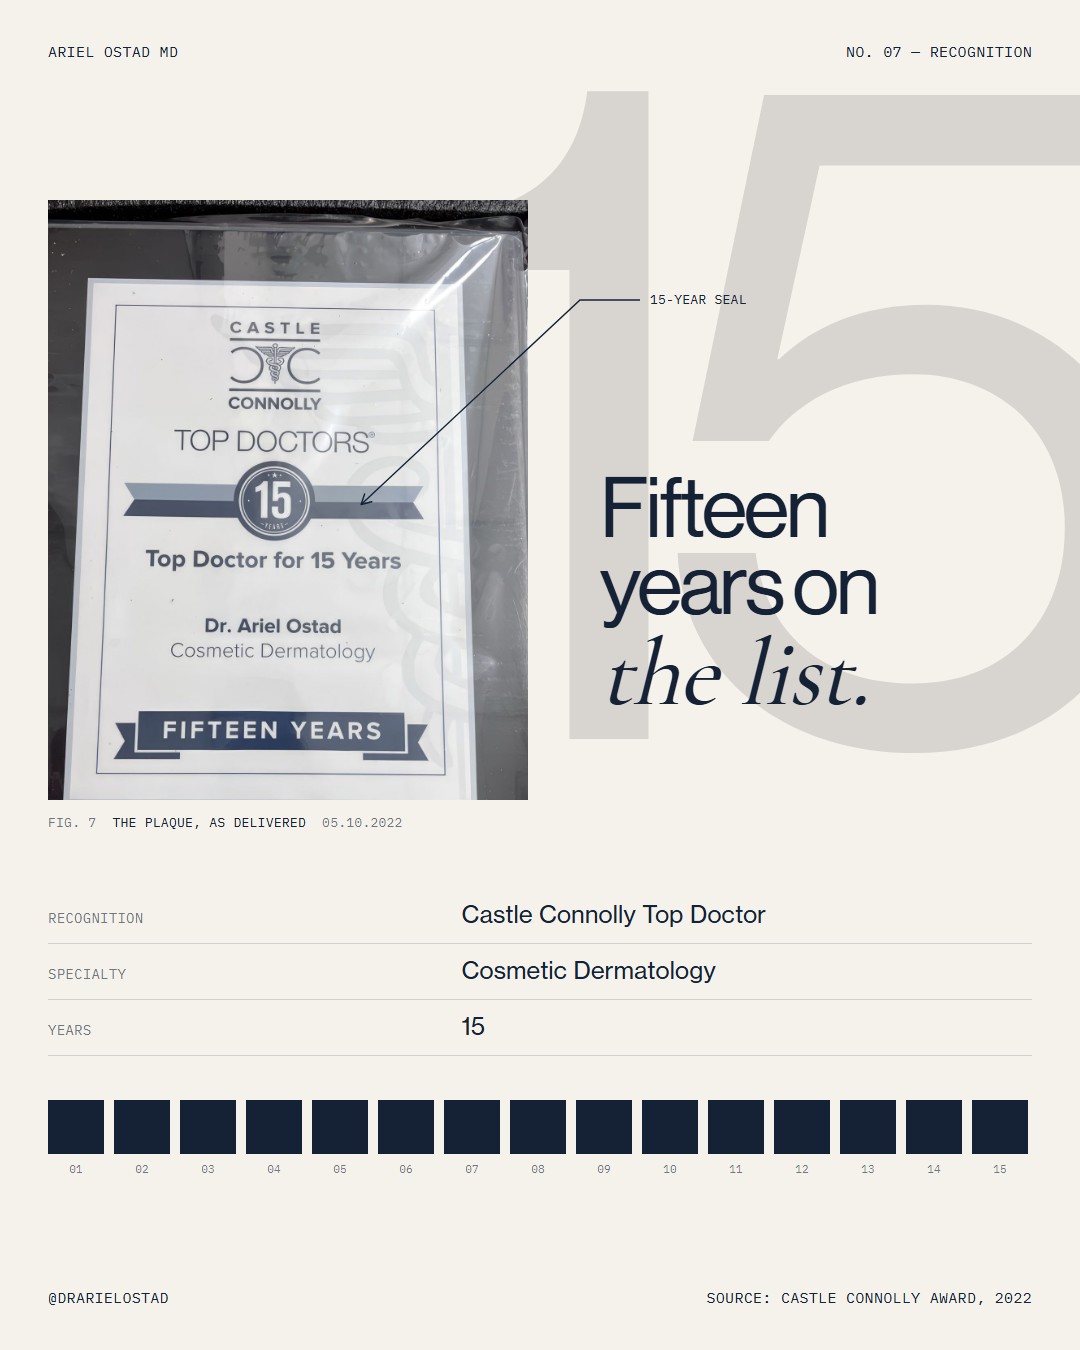 ARIEL OSTAD MD
NO. 07 — RECOGNITION
15
CASTLE
CONNOLLY
TOP DOCTORS®
15
YEARS
Top Doctor for 15 Years
Dr. Ariel Ostad
Cosmetic Dermatology
FIFTEEN YEARS
15-YEAR SEAL
Fifteen
years on
the list.
FIG. 7 THE PLAQUE, AS DELIVERED 05.10.2022
RECOGNITION Castle Connolly Top Doctor
SPECIALTY Cosmetic Dermatology
YEARS 15
01 02 03 04 05 06 07 08 09 10 11 12 13 14 15
@DRARIELOSTAD
SOURCE: CASTLE CONNOLLY AWARD, 2022